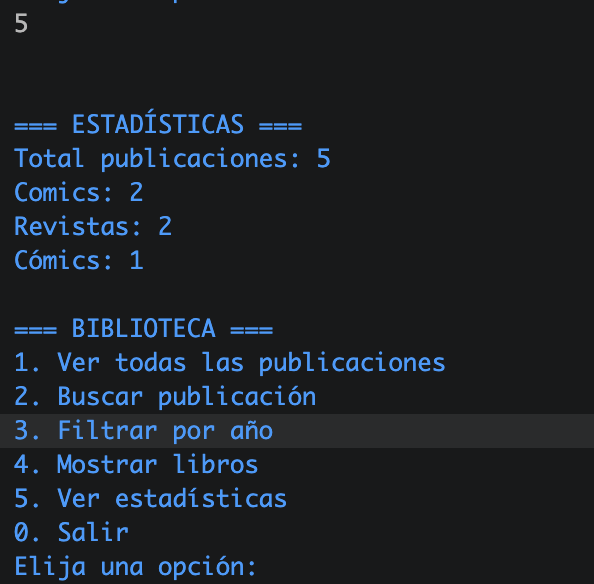 5
=== ESTADÍSTICAS ===
Total publicaciones: 5
Comics: 2
Revistas: 2
Cómics: 1
=== BIBLIOTECA ===
1. Ver todas las publicaciones
2. Buscar publicación
3. Filtrar por año
4. Mostrar libros
5. Ver estadísticas
0. Salir
Elija una opción: